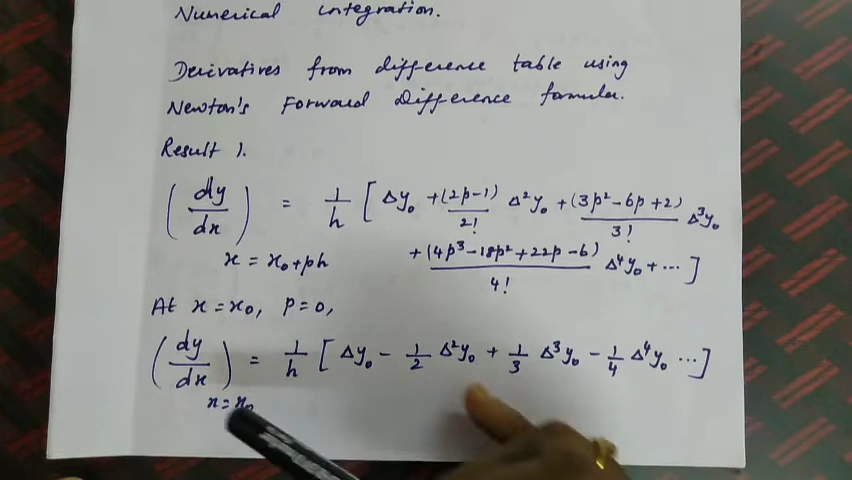 Numerical integration.
Derivatives from difference table using
Newton's Forward Difference formula.
Result 1.
(dy/dx) x = x₀+ph = 1/h [ Δy₀ + (2p−1)/2! Δ²y₀ + (3p²−6p+2)/3! Δ³y₀
+ (4p³−18p²+22p−6)/4! Δ⁴y₀ + ... ]
At x = x₀, p = 0,
(dy/dx) x = x₀ = 1/h [ Δy₀ − 1/2 Δ²y₀ + 1/3 Δ³y₀ − 1/4 Δ⁴y₀ ... ]